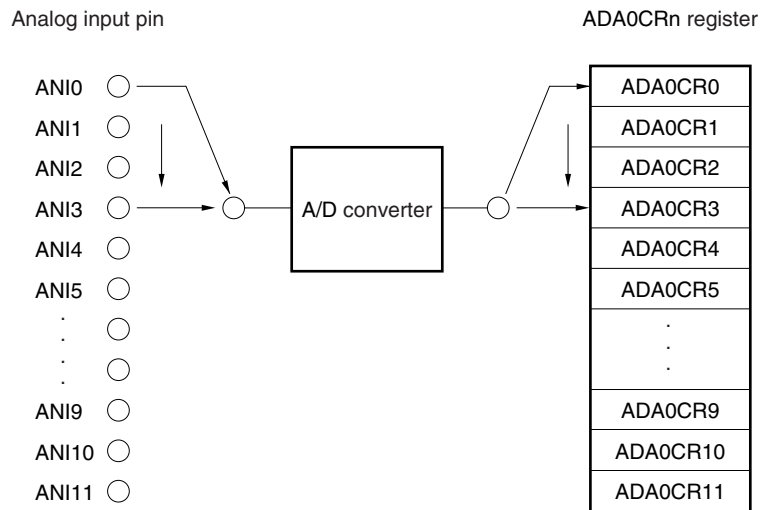 Analog input pin
ADA0CRn register
ANI0
ADA0CR0
ANI1
ADA0CR1
ANI2
ADA0CR2
ANI3
A/D converter
ADA0CR3
ANI4
ADA0CR4
ANI5
ADA0CR5
.
.
.
.
.
.
.
ANI9
ADA0CR9
ANI10
ADA0CR10
ANI11
ADA0CR11